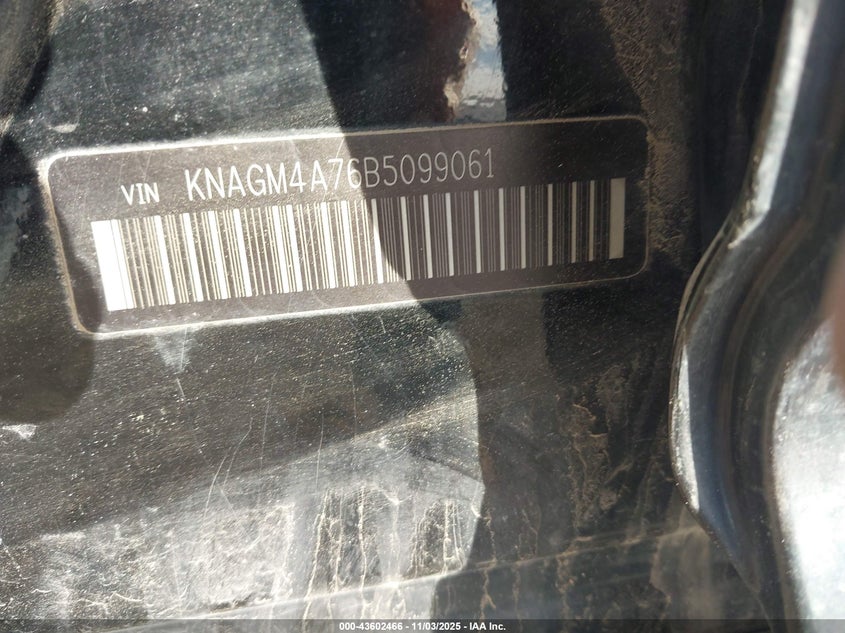 VIN KNAGM4A76B5099061
000-43602466 - 11/03/2025 - IAA Inc.